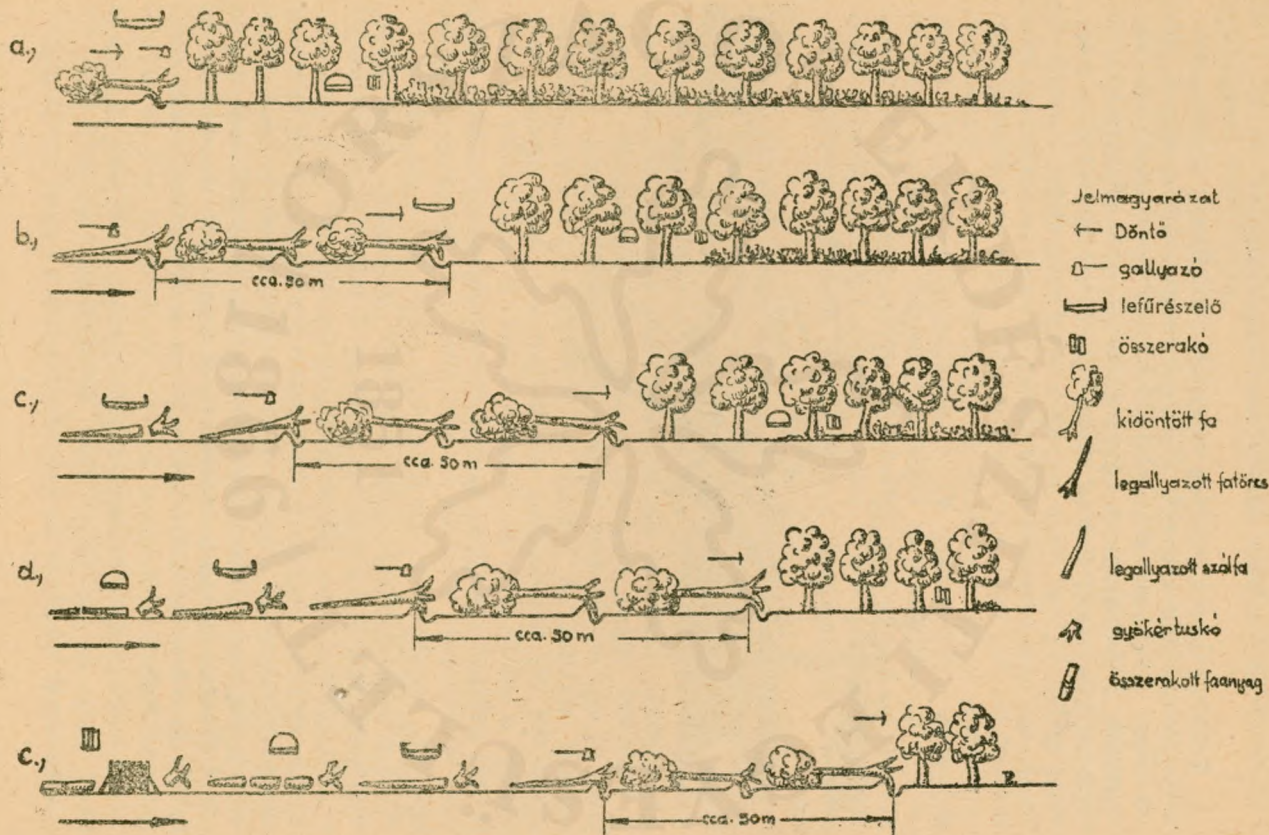 a.,
b.,
cca. 50 m
c.,
cca. 50 m
d.,
cca. 50 m
e.,
cca. 50 m
Jelmagyarázat
Döntő
gallyazó
lefűrészelő
összerakó
kidöntött fa
legallyazott fatörcs
legallyazott szálfa
gyökértuskó
összerakott faanyag